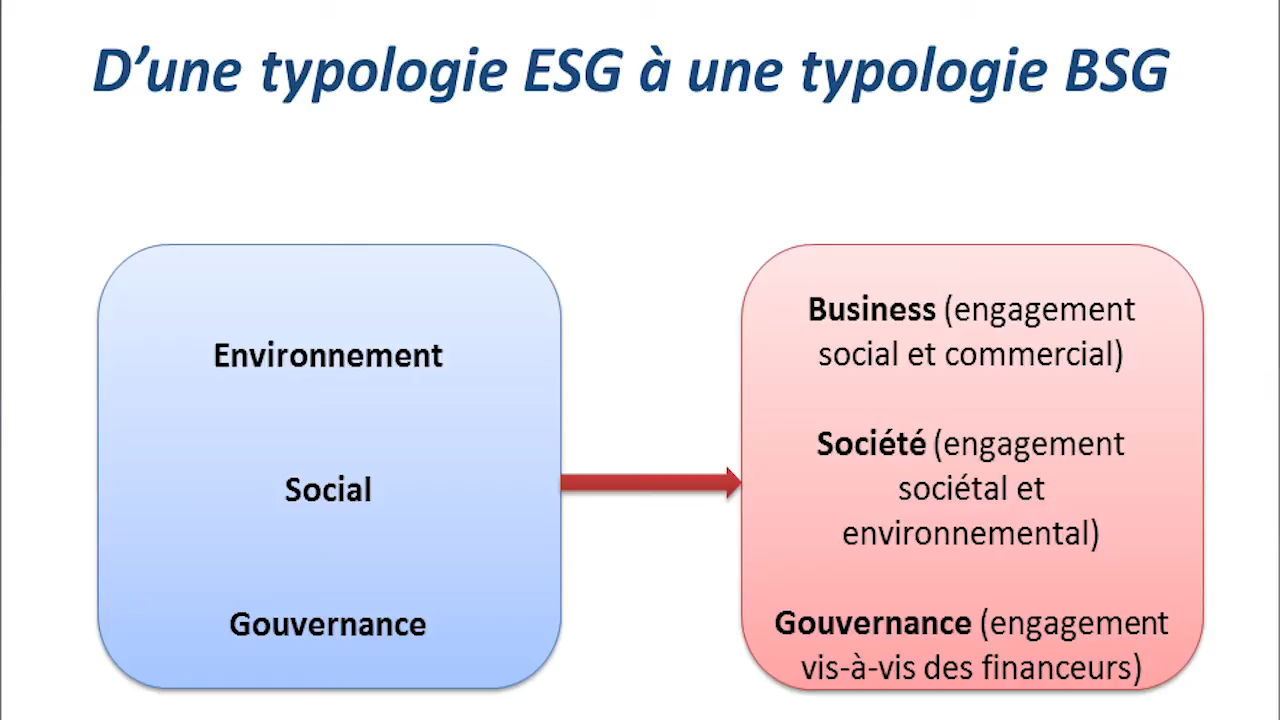 D’une typologie ESG à une typologie BSG
Environnement
Social
Gouvernance
Business (engagement
social et commercial)
Société (engagement
sociétal et
environnemental)
Gouvernance (engagement
vis-à-vis des financeurs)